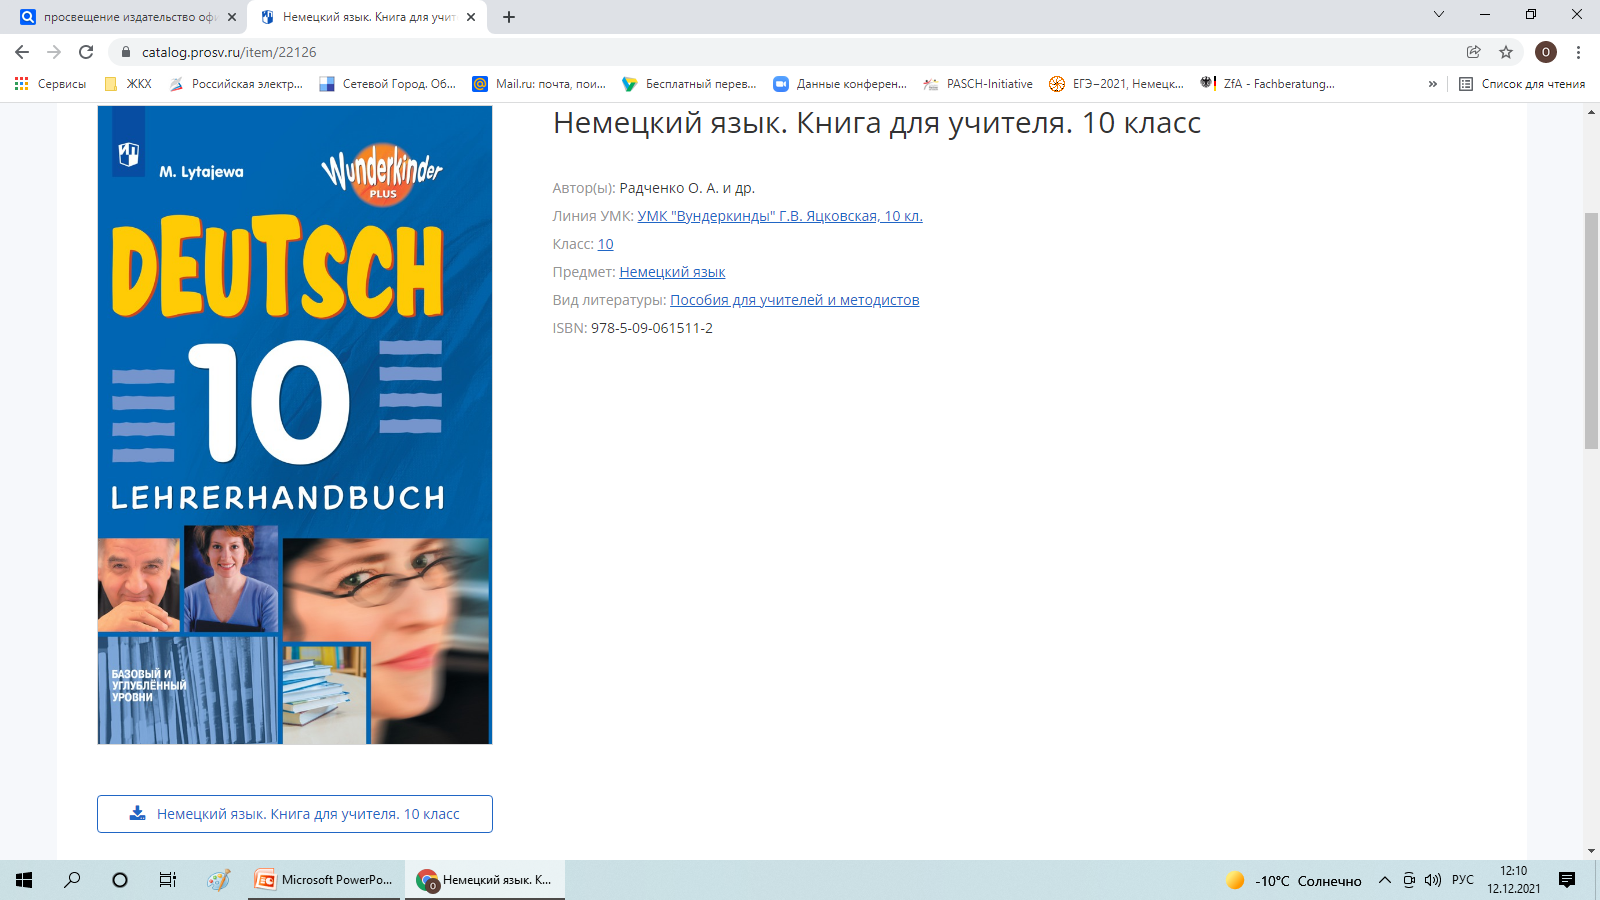 просвещение издательство офи
Немецкий язык. Книга для учит
catalog.prosv.ru/item/22126
О
Сервисы
ЖКХ
Российская электр...
Сетевой Город. Об...
Mail.ru: почта, пои...
Бесплатный перев...
Данные конферен...
PASCH-Initiative
ЕГЭ–2021, Немецк...
ZfA - Fachberatung...
»
Список для чтения
M. Lytajewa
Wunderkinder
PLUS
DEUTSCH
10
LEHRERHANDBUCH
БАЗОВЫЙ И
УГЛУБЛЁННЫЙ
УРОВНИ
Немецкий язык. Книга для учителя. 10 класс
Немецкий язык. Книга для учителя. 10 класс
Автор(ы): Радченко О. А. и др.
Линия УМК: УМК "Вундеркинды" Г.В. Яцковская, 10 кл.
Класс: 10
Предмет: Немецкий язык
Вид литературы: Пособия для учителей и методистов
ISBN: 978-5-09-061511-2
Microsoft PowerPo...
Немецкий язык. К...
-10°C Солнечно
РУС
12:10
12.12.2021